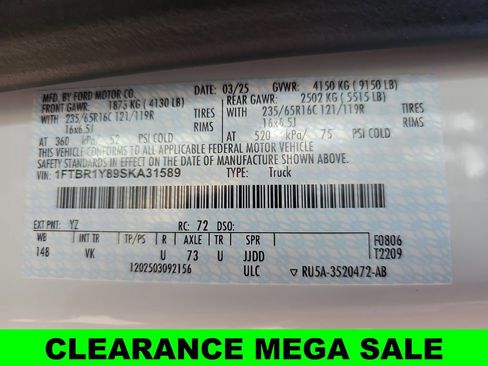 MFD. BY FORD MOTOR CO. DATE: 03/25 GVWR: 4150 KG (9150 LB)
FRONT GAWR: 1873 KG (4130 LB) REAR GAWR: 2502 KG (5515 LB)
WITH 235/65R16C 121/119R TIRES WITH 235/65R16C 121/119R TIRES
16x6.5J RIMS 16x6.5J RIMS
AT 360 kPa/ 52 PSI COLD AT 520 kPa/ 75 PSI COLD
THIS VEHICLE CONFORMS TO ALL APPLICABLE FEDERAL MOTOR VEHICLE
SAFETY STANDARDS IN EFFECT ON THE DATE OF MANUFACTURE SHOWN ABOVE.
VIN: 1FTBR1Y89SKA31589 TYPE: Truck
EXT PNT: YZ RC: 72 DSO:
WB INT TR TP/PS R AXLE TR SPR F0806
148 VK U 73 U JJDD T2209
1202503092156 ULC ▽ RU5A-3520472-AB
CLEARANCE MEGA SALE